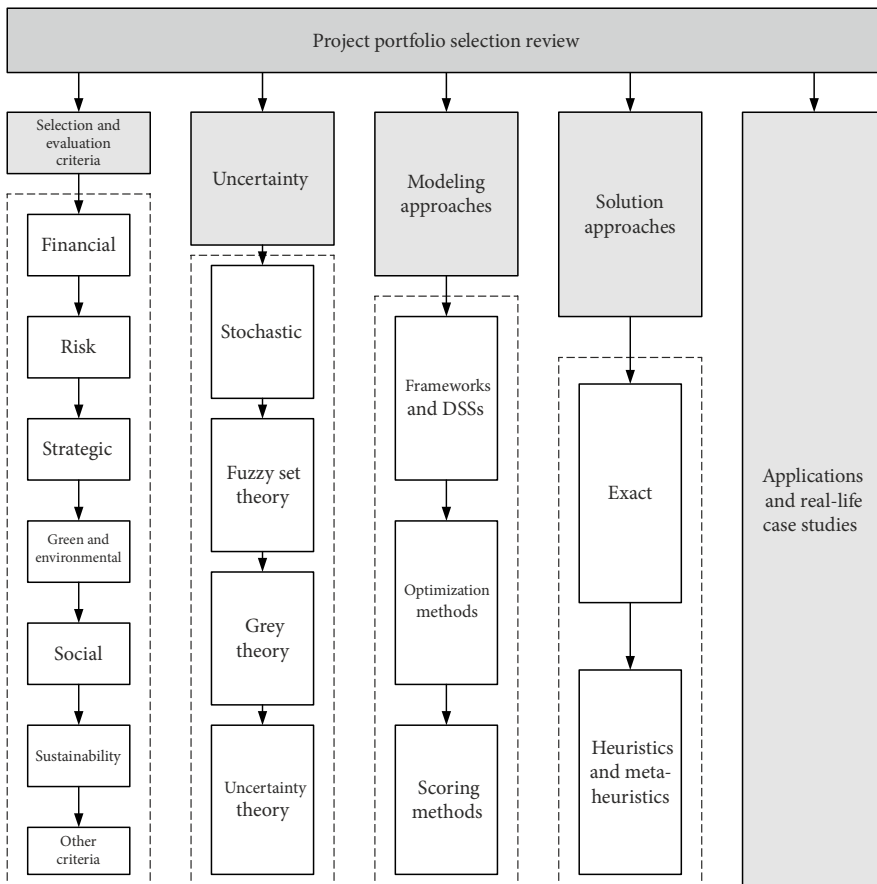 Project portfolio selection review
Selection and
evaluation
criteria
Financial
Risk
Strategic
Green and
environmental
Social
Sustainability
Other
criteria
Uncertainty
Stochastic
Fuzzy set
theory
Grey
theory
Uncertainty
theory
Modeling
approaches
Frameworks
and DSSs
Optimization
methods
Scoring
methods
Solution
approaches
Exact
Heuristics
and meta-
heuristics
Applications
and real-life
case studies